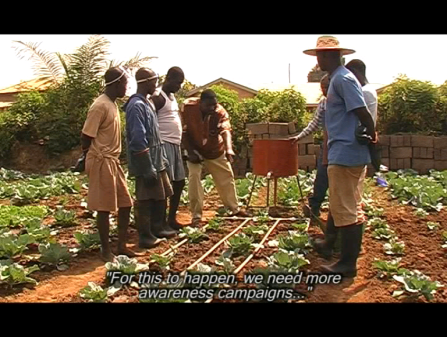 "For this to happen, we need more
awareness campaigns..."